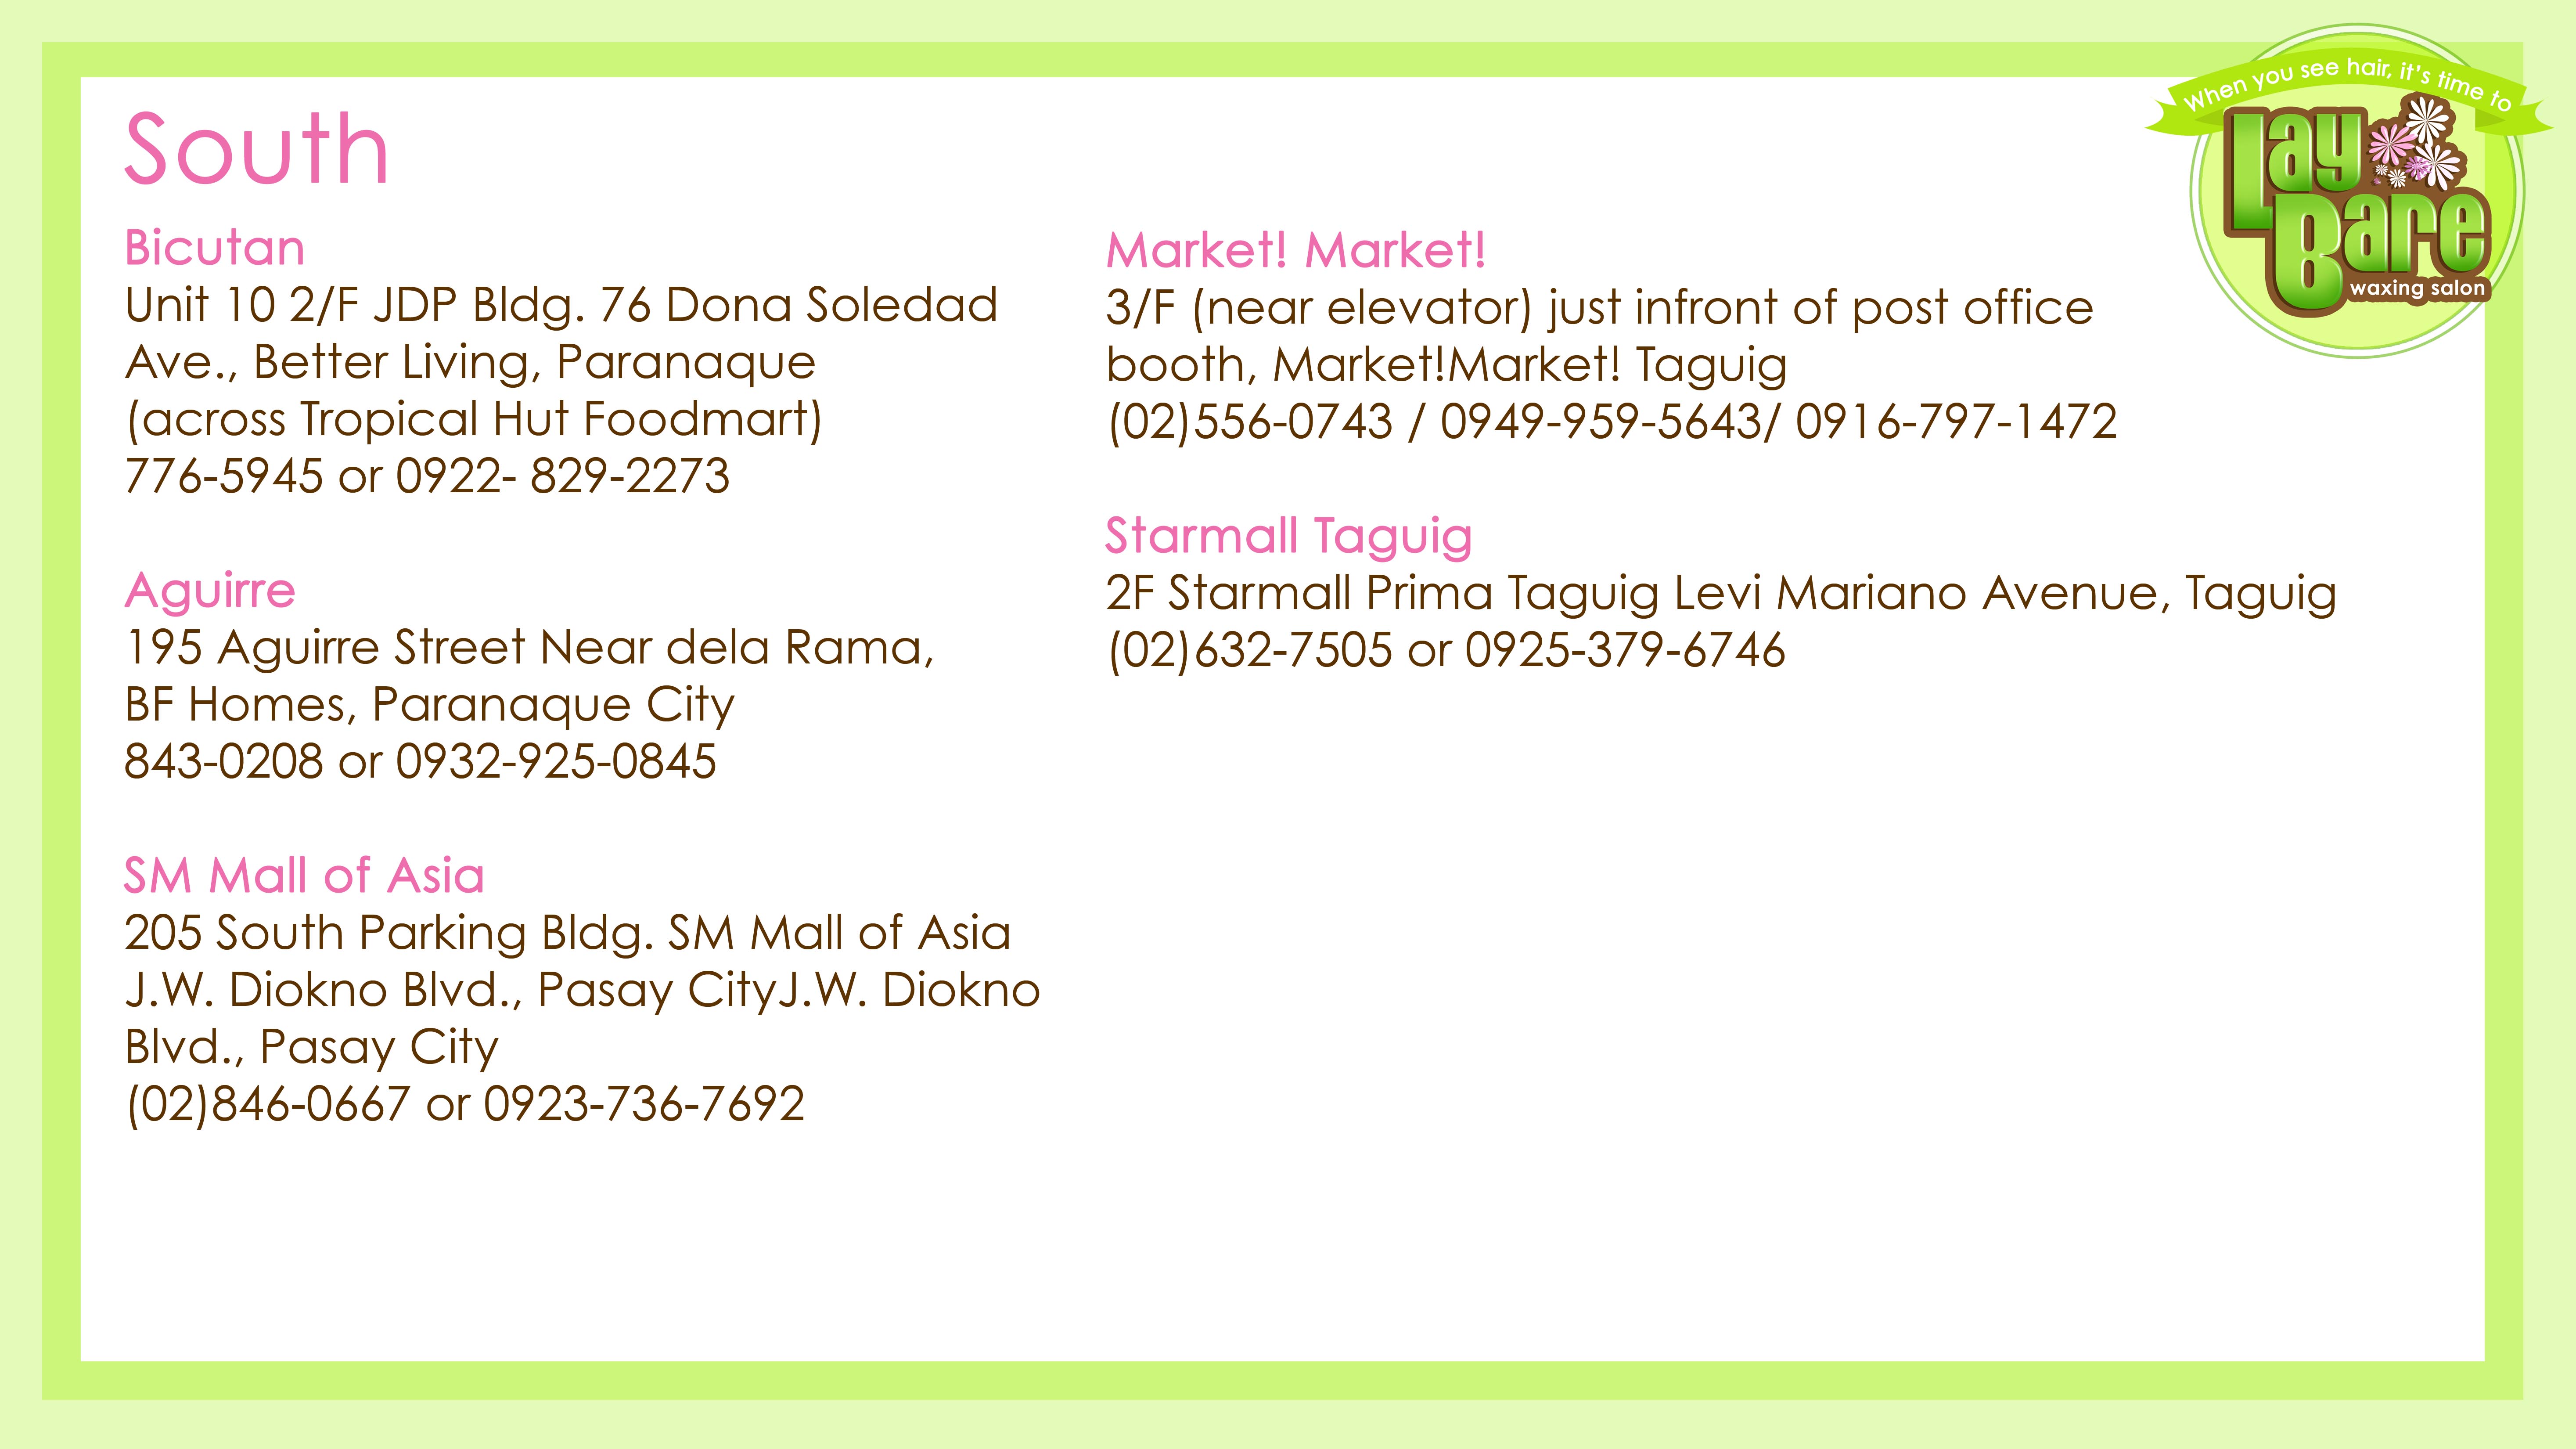 South
Bicutan
Unit 10 2/F JDP Bldg. 76 Dona Soledad
Ave., Better Living, Paranaque
(across Tropical Hut Foodmart)
776-5945 or 0922- 829-2273
Aguirre
195 Aguirre Street Near dela Rama,
BF Homes, Paranaque City
843-0208 or 0932-925-0845
SM Mall of Asia
205 South Parking Bldg. SM Mall of Asia
J.W. Diokno Blvd., Pasay CityJ.W. Diokno
Blvd., Pasay City
(02)846-0667 or 0923-736-7692
Market! Market!
3/F (near elevator) just infront of post office
booth, Market!Market! Taguig
(02)556-0743 / 0949-959-5643/ 0916-797-1472
Starmall Taguig
2F Starmall Prima Taguig Levi Mariano Avenue, Taguig
(02)632-7505 or 0925-379-6746
When you see hair, it's time to
Lay
Bare
waxing salon